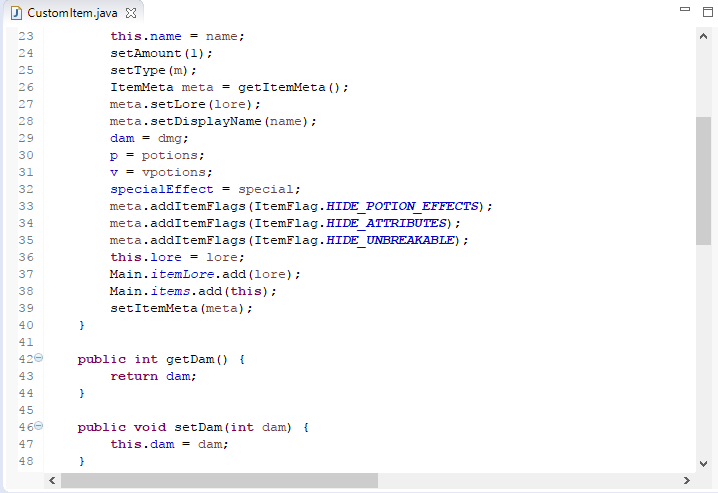 CustomItem.java
23 this.name = name;
24 setAmount(1);
25 setType(m);
26 ItemMeta meta = getItemMeta();
27 meta.setLore(lore);
28 meta.setDisplayName(name);
29 dam = dmg;
30 p = potions;
31 v = vpotions;
32 specialEffect = special;
33 meta.addItemFlags(ItemFlag.HIDE_POTION_EFFECTS);
34 meta.addItemFlags(ItemFlag.HIDE_ATTRIBUTES);
35 meta.addItemFlags(ItemFlag.HIDE_UNBREAKABLE);
36 this.lore = lore;
37 Main.itemLore.add(lore);
38 Main.items.add(this);
39 setItemMeta(meta);
40 }
41
42 public int getDam() {
43 return dam;
44 }
45
46 public void setDam(int dam) {
47 this.dam = dam;
48 }